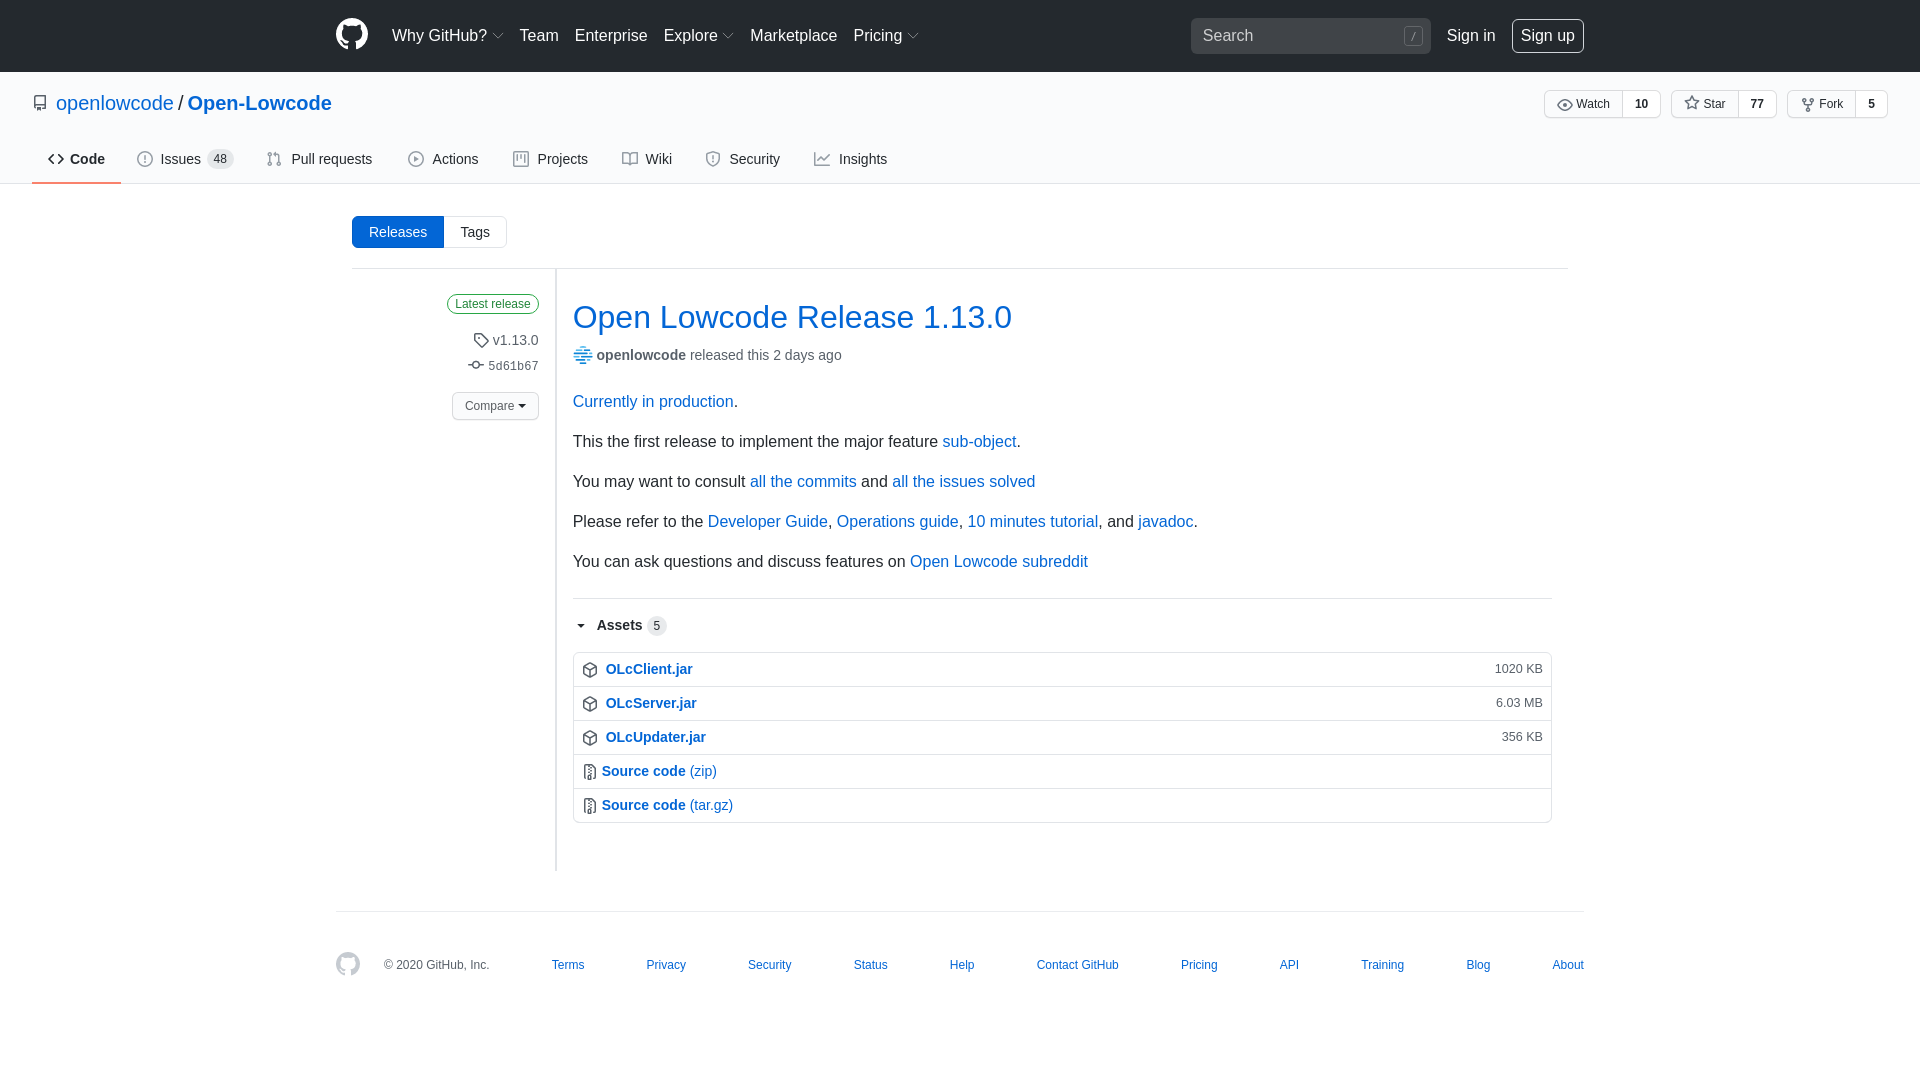 Why GitHub? Team Enterprise Explore Marketplace Pricing Search / Sign in Sign up
openlowcode / Open-Lowcode Watch 10 Star 77 Fork 5
Code Issues 48 Pull requests Actions Projects Wiki Security Insights
Releases Tags
Latest release
v1.13.0
5d61b67
Compare
Open Lowcode Release 1.13.0
openlowcode released this 2 days ago
Currently in production.
This the first release to implement the major feature sub-object.
You may want to consult all the commits and all the issues solved
Please refer to the Developer Guide, Operations guide, 10 minutes tutorial, and javadoc.
You can ask questions and discuss features on Open Lowcode subreddit
Assets 5
OLcClient.jar 1020 KB
OLcServer.jar 6.03 MB
OLcUpdater.jar 356 KB
Source code (zip)
Source code (tar.gz)
© 2020 GitHub, Inc. Terms Privacy Security Status Help Contact GitHub Pricing API Training Blog About